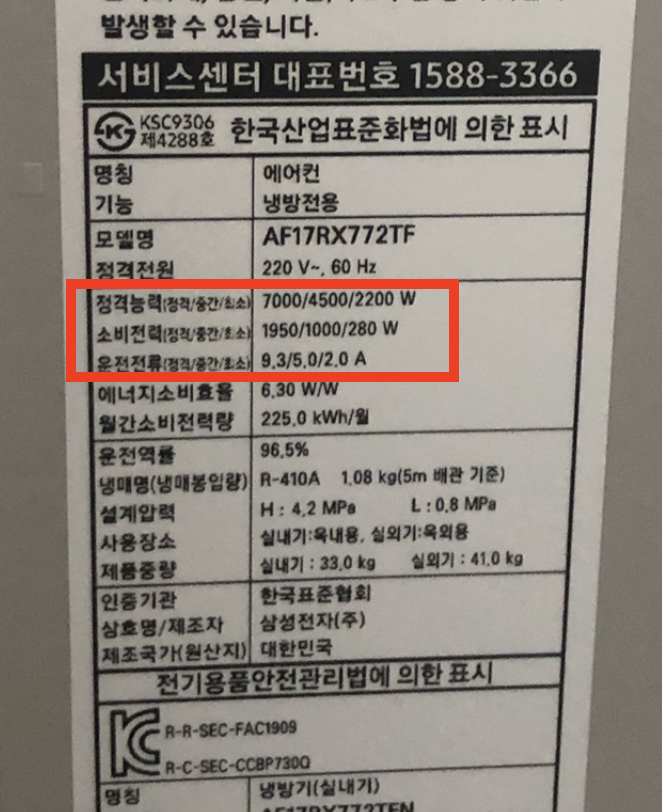 발생할 수 있습니다.
서비스센터 대표번호 1588-3366
KSC9306
제4288호
한국산업표준화법에 의한 표시
명칭 에어컨
기능 냉방전용
모델명 AF17RX772TF
정격전원 220 V~, 60 Hz
정격능력(정격/중간/최소) 7000/4500/2200 W
소비전력(정격/중간/최소) 1950/1000/280 W
운전전류(정격/중간/최소) 9.3/5.0/2.0 A
에너지소비효율 6.30 W/W
월간소비전력량 225.0 kWh/월
운전역률 96.5%
냉매명(냉매봉입량) R-410A 1.08 kg(5m 배관 기준)
설계압력 H : 4.2 MPa L : 0.8 MPa
사용장소 실내기:옥내용, 실외기:옥외용
제품중량 실내기 : 33.0 kg 실외기 : 41.0 kg
인증기관 한국표준협회
상호명/제조자 삼성전자(주)
제조국가(원산지) 대한민국
전기용품안전관리법에 의한 표시
R-R-SEC-FAC1909
R-C-SEC-CCBP730Q
명칭 냉방기(실내기)
AF17RX772TFN